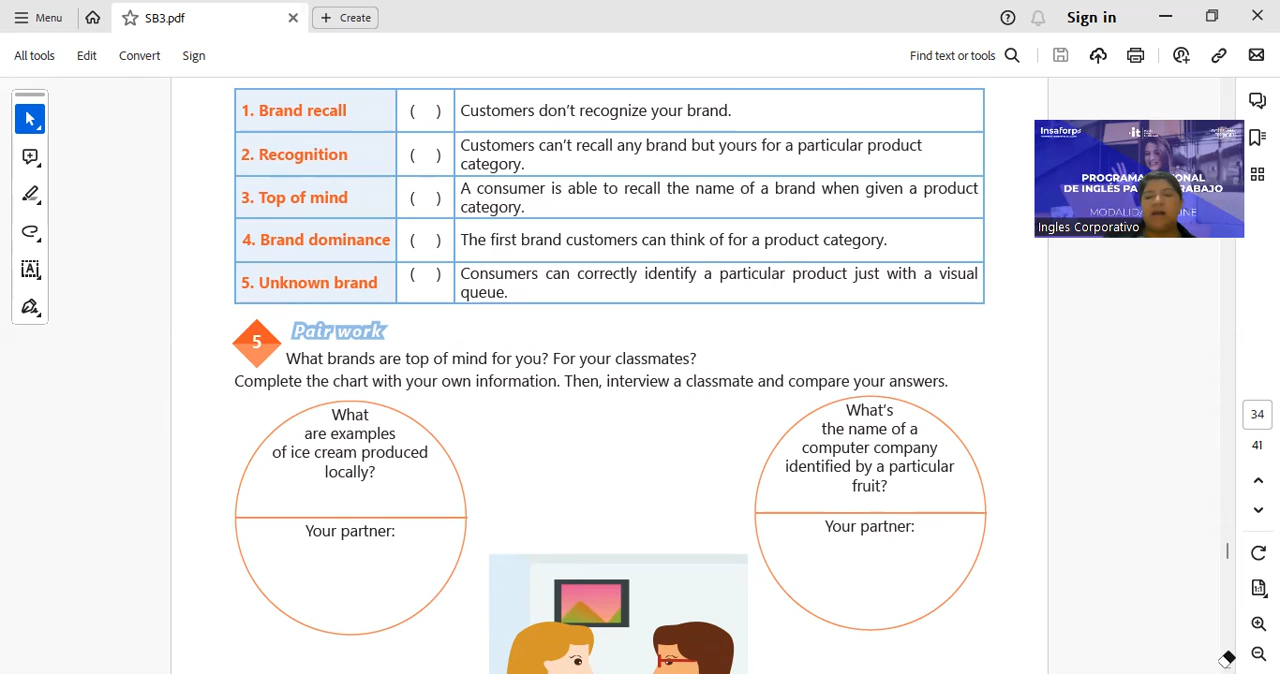 Menu
SB3.pdf
Create
Sign in
All tools
Edit
Convert
Sign
Find text or tools
1. Brand recall ( ) Customers don't recognize your brand.
2. Recognition ( ) Customers can't recall any brand but yours for a particular product
category.
3. Top of mind ( ) A consumer is able to recall the name of a brand when given a product
category.
4. Brand dominance ( ) The first brand customers can think of for a product category.
5. Unknown brand ( ) Consumers can correctly identify a particular product just with a visual
queue.
Insaforp
it
Ingles Corporativo
5
Pair work
What brands are top of mind for you? For your classmates?
Complete the chart with your own information. Then, interview a classmate and compare your answers.
What
are examples
of ice cream produced
locally?
Your partner:
What's
the name of a
computer company
identified by a particular
fruit?
Your partner:
34
41